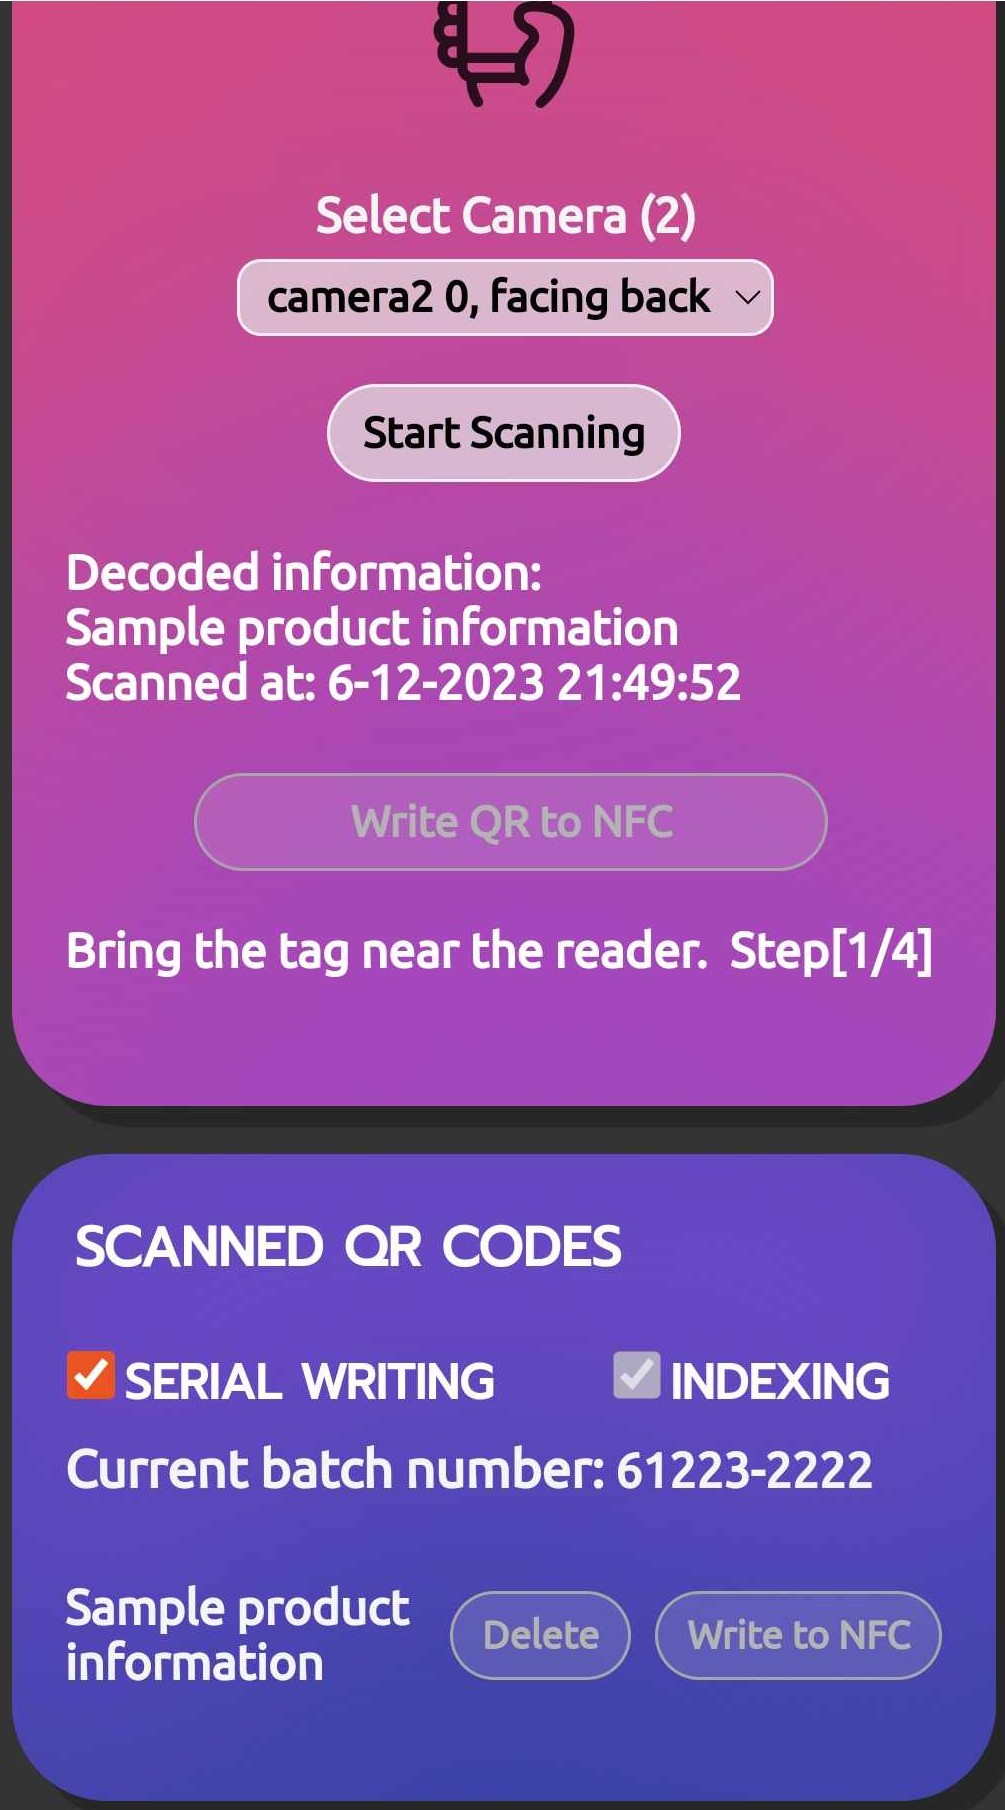 Select Camera (2)
camera2 0, facing back
Start Scanning
Decoded information:
Sample product information
Scanned at: 6-12-2023 21:49:52
Write QR to NFC
Bring the tag near the reader. Step[1/4]
SCANNED QR CODES
SERIAL WRITING
INDEXING
Current batch number: 61223-2222
Sample product
information
Delete
Write to NFC